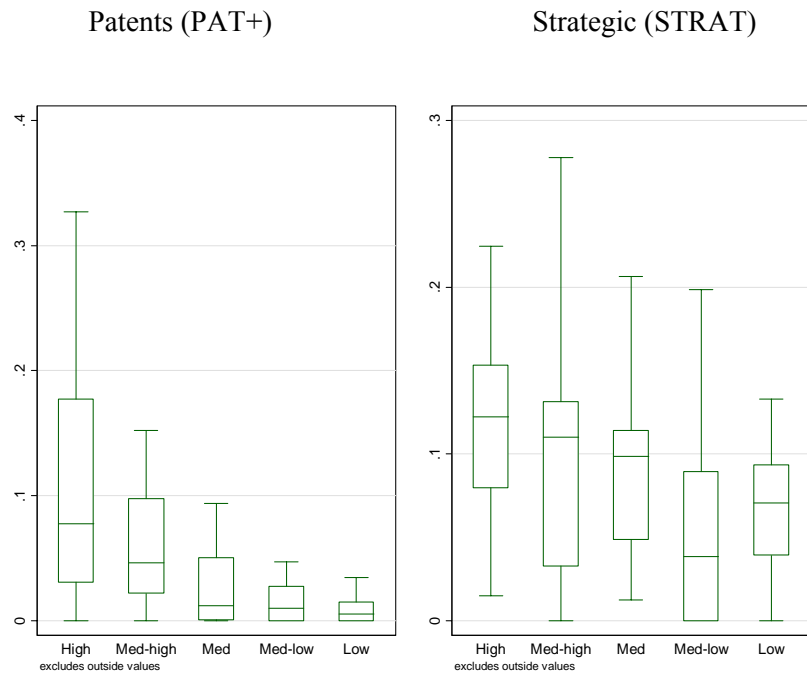 Patents (PAT+)
Strategic (STRAT)
.4
.3
.2
.1
0
High Med-high Med Med-low Low
excludes outside values
.3
.2
.1
0
High Med-high Med Med-low Low
excludes outside values